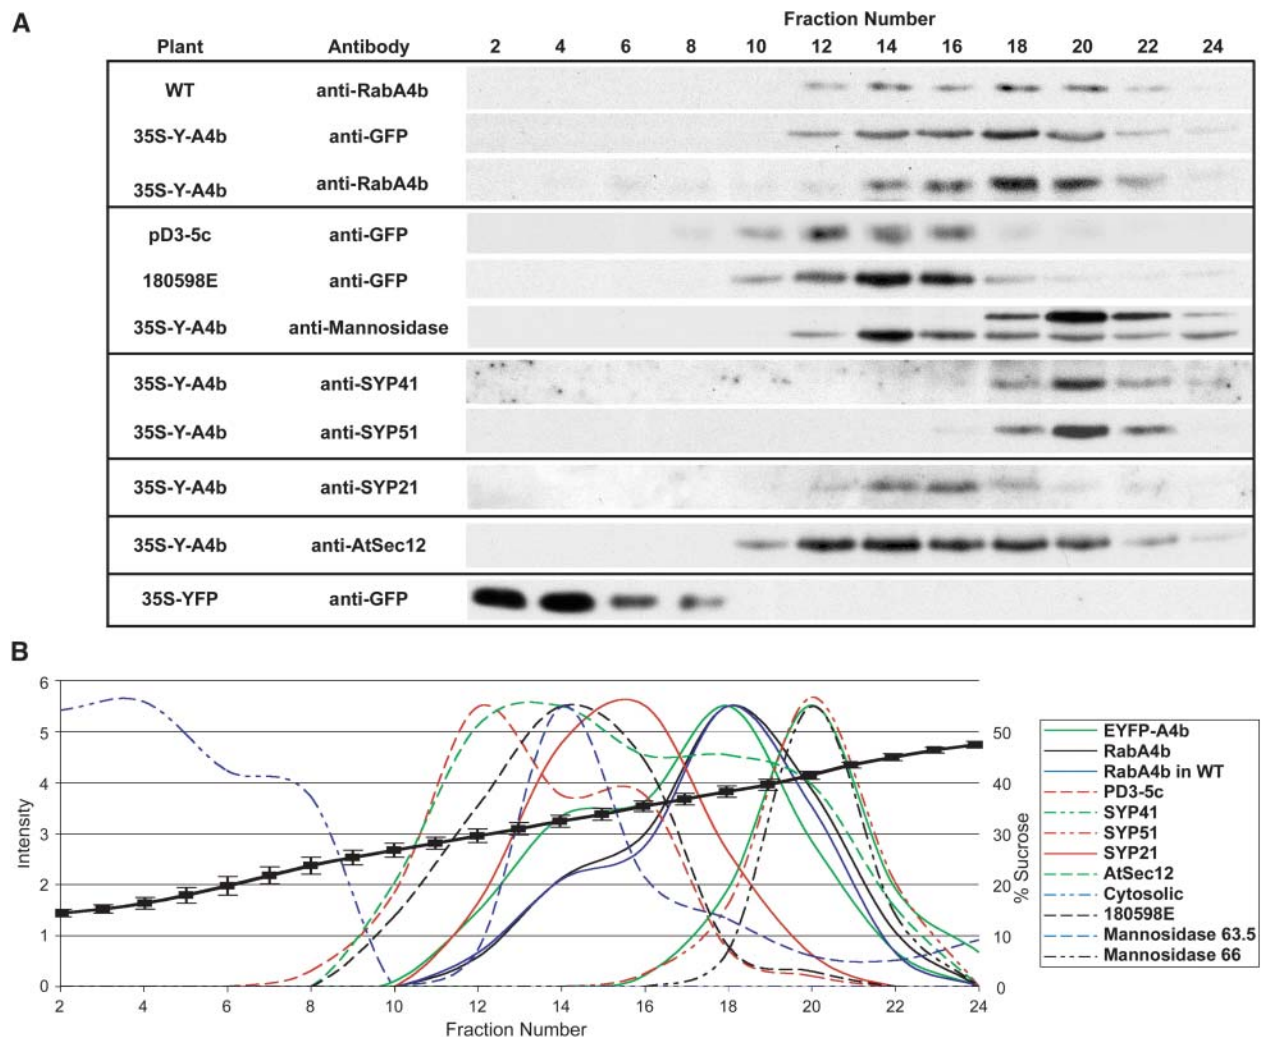 A
Fraction Number
Plant Antibody 2 4 6 8 10 12 14 16 18 20 22 24
WT anti-RabA4b
35S-Y-A4b anti-GFP
35S-Y-A4b anti-RabA4b
pD3-5c anti-GFP
180598E anti-GFP
35S-Y-A4b anti-Mannosidase
35S-Y-A4b anti-SYP41
35S-Y-A4b anti-SYP51
35S-Y-A4b anti-SYP21
35S-Y-A4b anti-AtSec12
35S-YFP anti-GFP
B
6
5
4
3
2
1
0
Intensity
2 4 6 8 10 12 14 16 18 20 22 24
Fraction Number
50
40
30
20
10
0
% Sucrose
EYFP-A4b
RabA4b
RabA4b in WT
PD3-5c
SYP41
SYP51
SYP21
AtSec12
Cytosolic
180598E
Mannosidase 63.5
Mannosidase 66